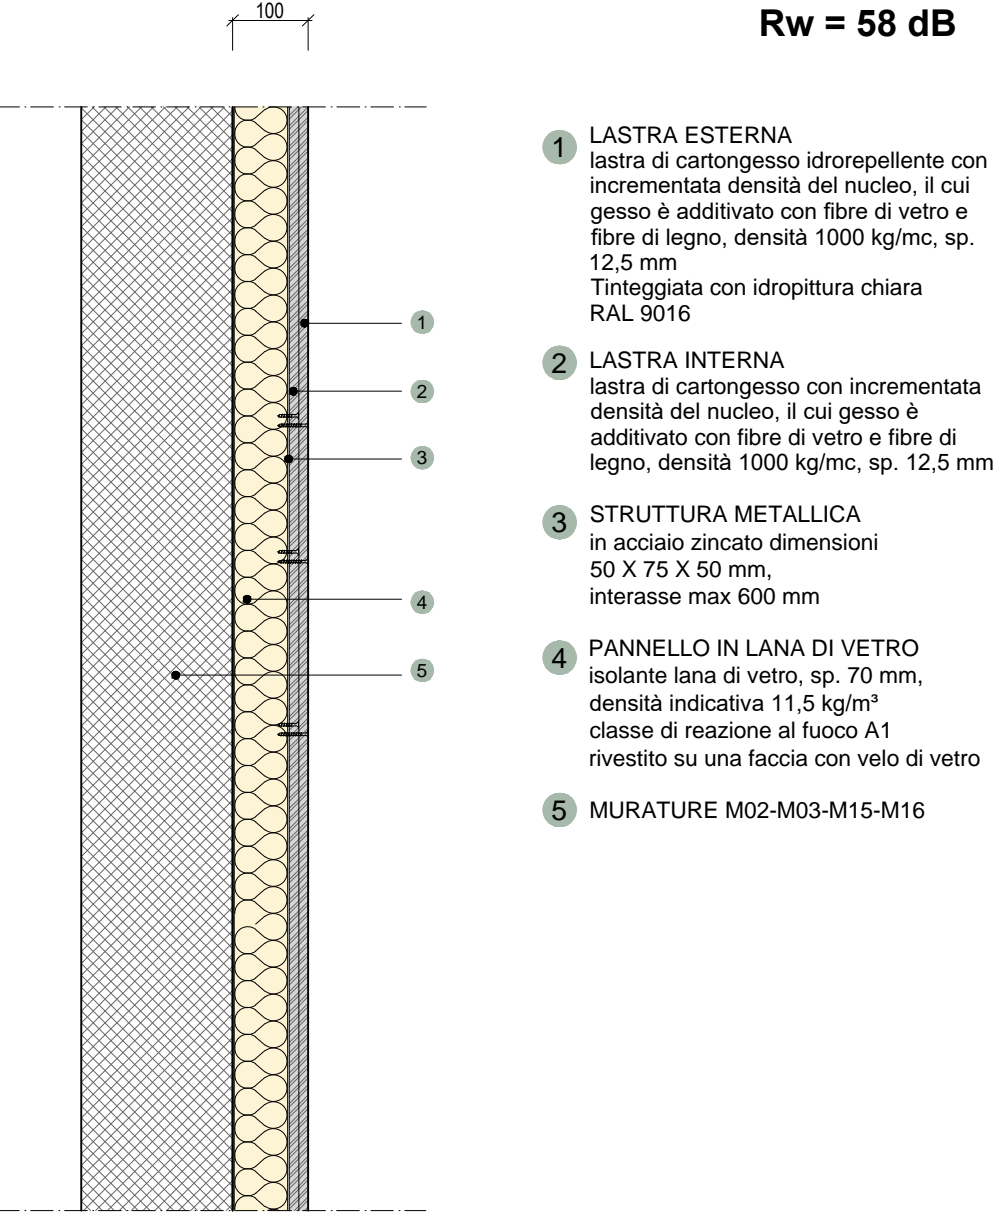 100
Rw = 58 dB
1
2
3
4
5
1 LASTRA ESTERNA
lastra di cartongesso idrorepellente con
incrementata densità del nucleo, il cui
gesso è additivato con fibre di vetro e
fibre di legno, densità 1000 kg/mc, sp.
12,5 mm
Tinteggiata con idropittura chiara
RAL 9016
2 LASTRA INTERNA
lastra di cartongesso con incrementata
densità del nucleo, il cui gesso è
additivato con fibre di vetro e fibre di
legno, densità 1000 kg/mc, sp. 12,5 mm
3 STRUTTURA METALLICA
in acciaio zincato dimensioni
50 X 75 X 50 mm,
interasse max 600 mm
4 PANNELLO IN LANA DI VETRO
isolante lana di vetro, sp. 70 mm,
densità indicativa 11,5 kg/m³
classe di reazione al fuoco A1
rivestito su una faccia con velo di vetro
5 MURATURE M02-M03-M15-M16